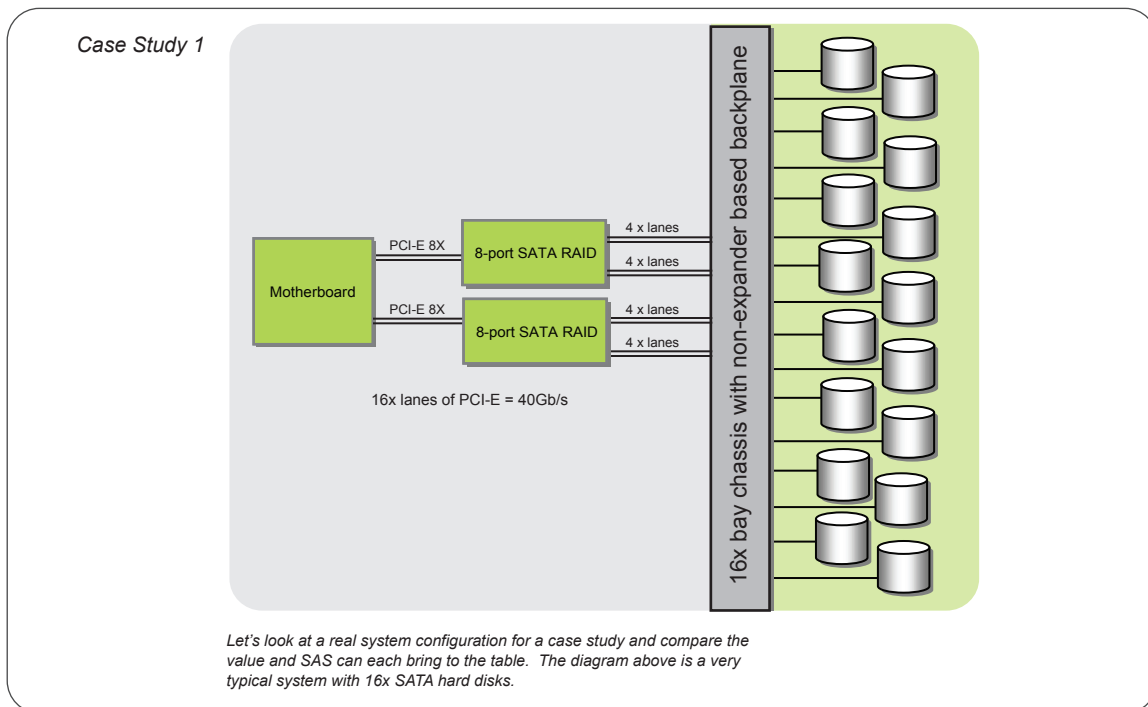 Case Study 1
Motherboard
PCI-E 8X
PCI-E 8X
8-port SATA RAID
8-port SATA RAID
4 x lanes
4 x lanes
4 x lanes
4 x lanes
16x lanes of PCI-E = 40Gb/s
16x bay chassis with non-expander based backplane
Let's look at a real system configuration for a case study and compare the
value and SAS can each bring to the table. The diagram above is a very
typical system with 16x SATA hard disks.